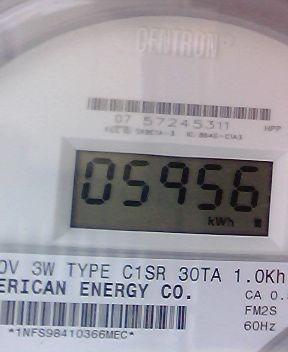 CENTRON
07 57245311
HPP
05956
kWh
0V 3W TYPE C1SR 30TA 1.0Kh
ERICAN ENERGY CO.
CA 0.
FM2S
60Hz
*1NFS98410366MEC*